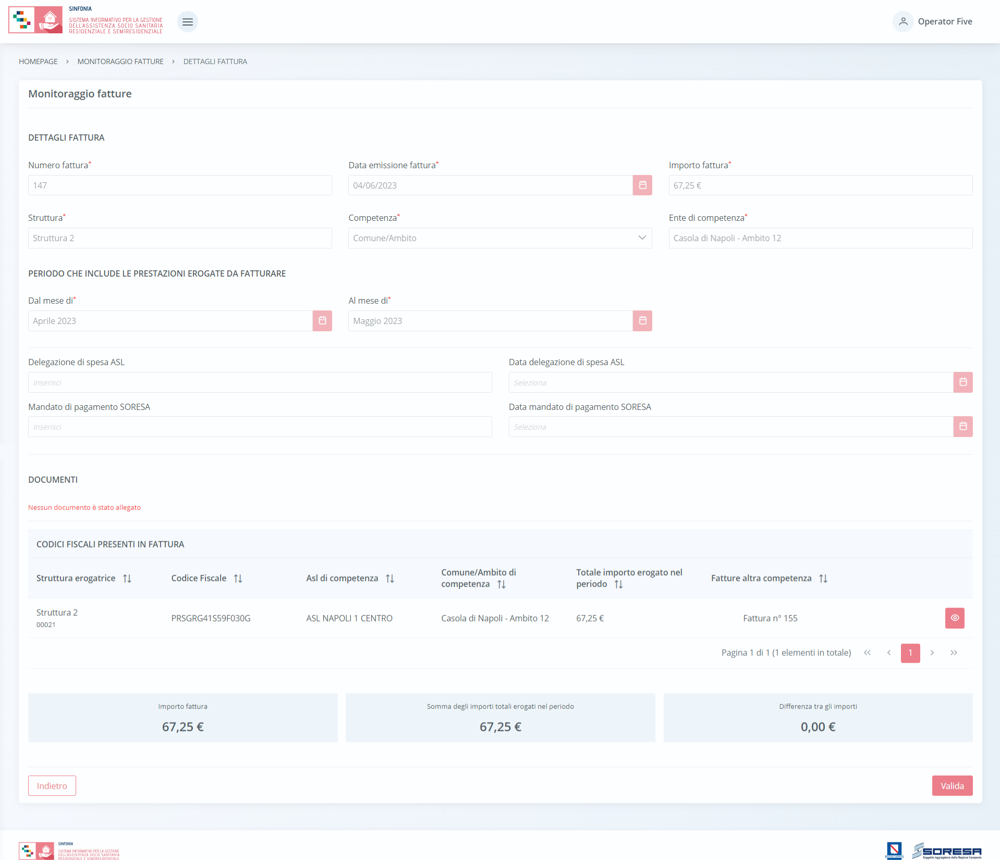 SINFONIA
SISTEMA INFORMATIVO PER LA GESTIONE
DELL'ASSISTENZA SOCIO SANITARIA
RESIDENZIALE E SEMIRESIDENZIALE
Operator Five
HOMEPAGE > MONITORAGGIO FATTURE > DETTAGLI FATTURA
Monitoraggio fatture
DETTAGLI FATTURA
Numero fattura* Data emissione fattura* Importo fattura*
147 04/06/2023 67,25 €
Struttura* Competenza* Ente di competenza*
Struttura 2 Comune/Ambito Casola di Napoli - Ambito 12
PERIODO CHE INCLUDE LE PRESTAZIONI EROGATE DA FATTURARE
Dal mese di* Al mese di*
Aprile 2023 Maggio 2023
Delegazione di spesa ASL Data delegazione di spesa ASL
Inserisci Seleziona
Mandato di pagamento SORESA Data mandato di pagamento SORESA
Inserisci Seleziona
DOCUMENTI
Nessun documento è stato allegato
CODICI FISCALI PRESENTI IN FATTURA
Struttura erogatrice Codice Fiscale Asl di competenza Comune/Ambito di competenza Totale importo erogato nel periodo Fatture altra competenza
Struttura 2 PRSGRG41S59F030G ASL NAPOLI 1 CENTRO Casola di Napoli - Ambito 12 67,25 € Fattura n° 155
00021
Pagina 1 di 1 (1 elementi in totale) << < 1 > >>
Importo fattura Somma degli importi totali erogati nel periodo Differenza tra gli importi
67,25 € 67,25 € 0,00 €
Indietro Valida
SINFONIA
SISTEMA INFORMATIVO PER LA GESTIONE
DELL'ASSISTENZA SOCIO SANITARIA
RESIDENZIALE E SEMIRESIDENZIALE
SORESA
Soggetto Aggregatore della Regione Campania